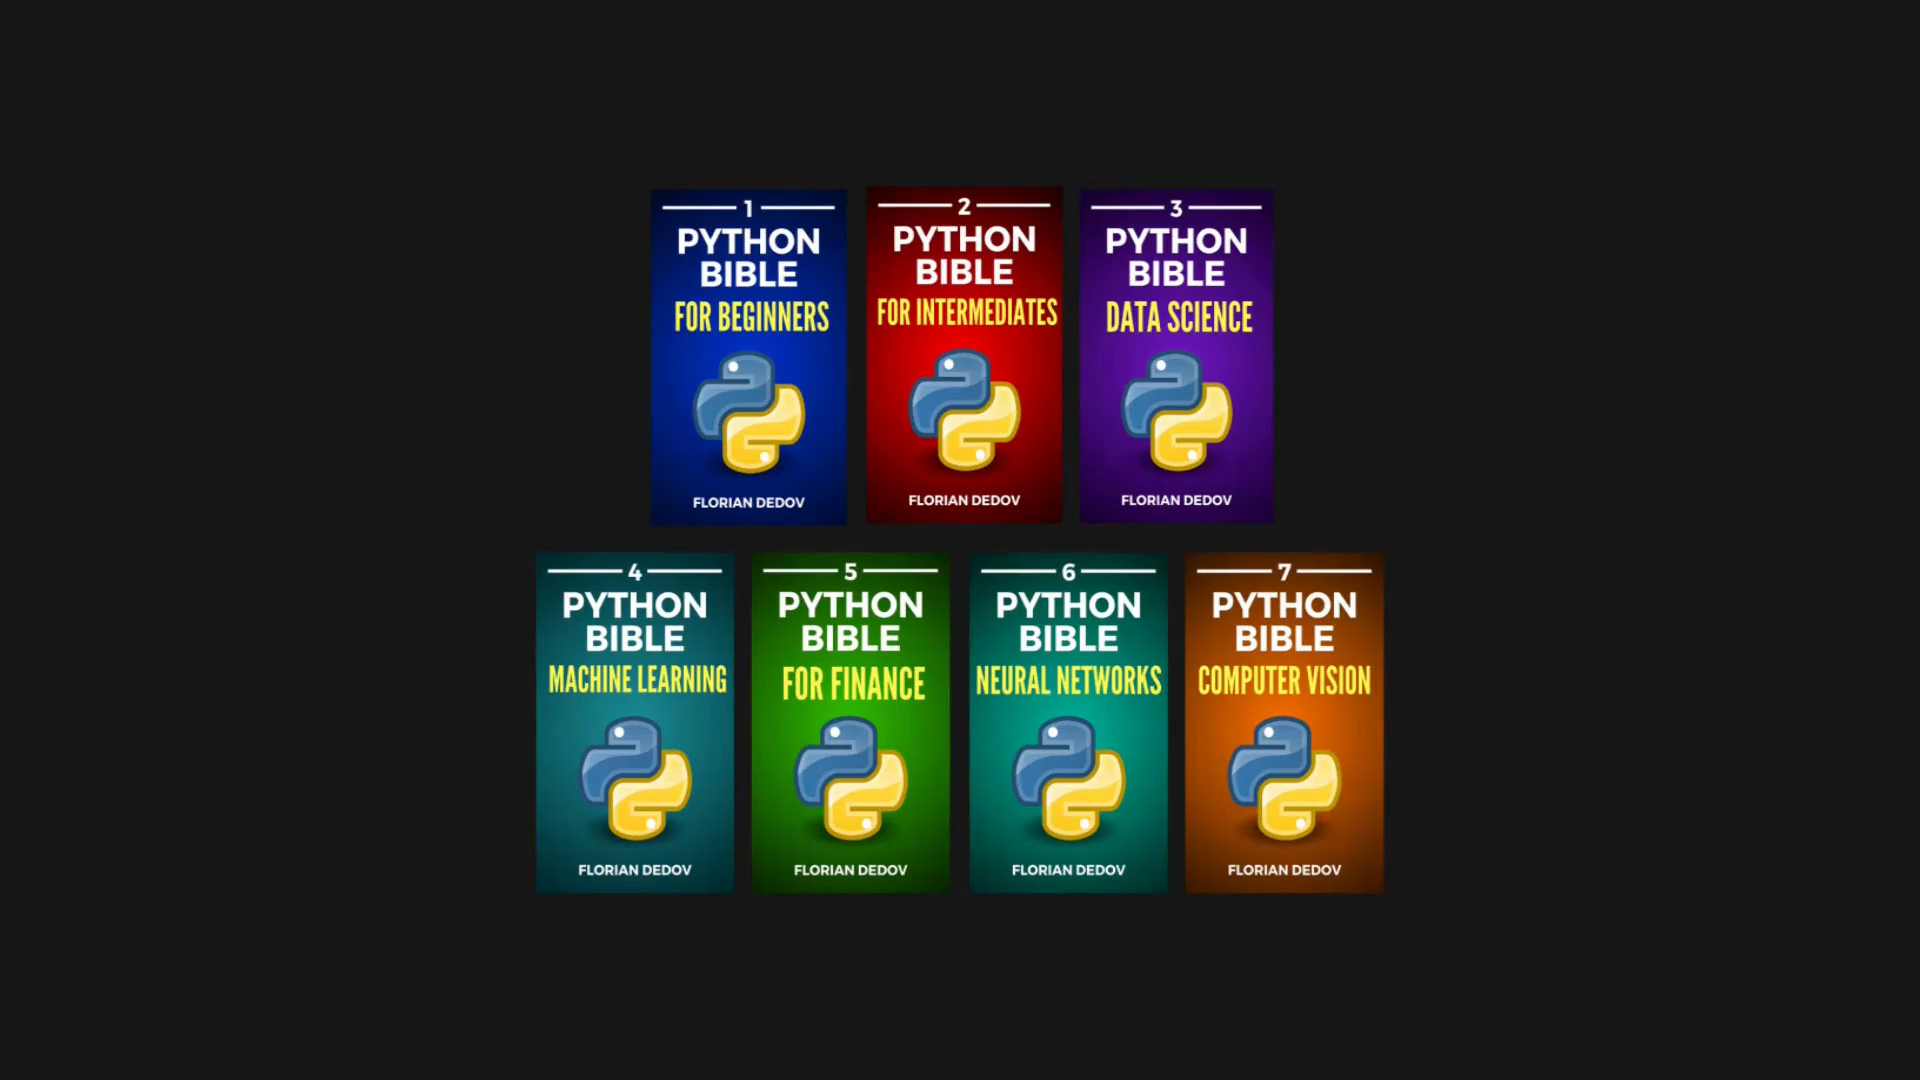 1
PYTHON
BIBLE
FOR BEGINNERS
FLORIAN DEDOV
2
PYTHON
BIBLE
FOR INTERMEDIATES
FLORIAN DEDOV
3
PYTHON
BIBLE
DATA SCIENCE
FLORIAN DEDOV
4
PYTHON
BIBLE
MACHINE LEARNING
FLORIAN DEDOV
5
PYTHON
BIBLE
FOR FINANCE
FLORIAN DEDOV
6
PYTHON
BIBLE
NEURAL NETWORKS
FLORIAN DEDOV
7
PYTHON
BIBLE
COMPUTER VISION
FLORIAN DEDOV